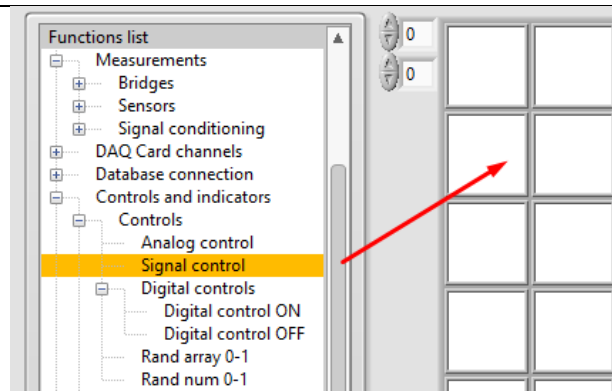 Functions list
Measurements
Bridges
Sensors
Signal conditioning
DAQ Card channels
Database connection
Controls and indicators
Controls
Analog control
Signal control
Digital controls
Digital control ON
Digital control OFF
Rand array 0-1
Rand num 0-1
0
0